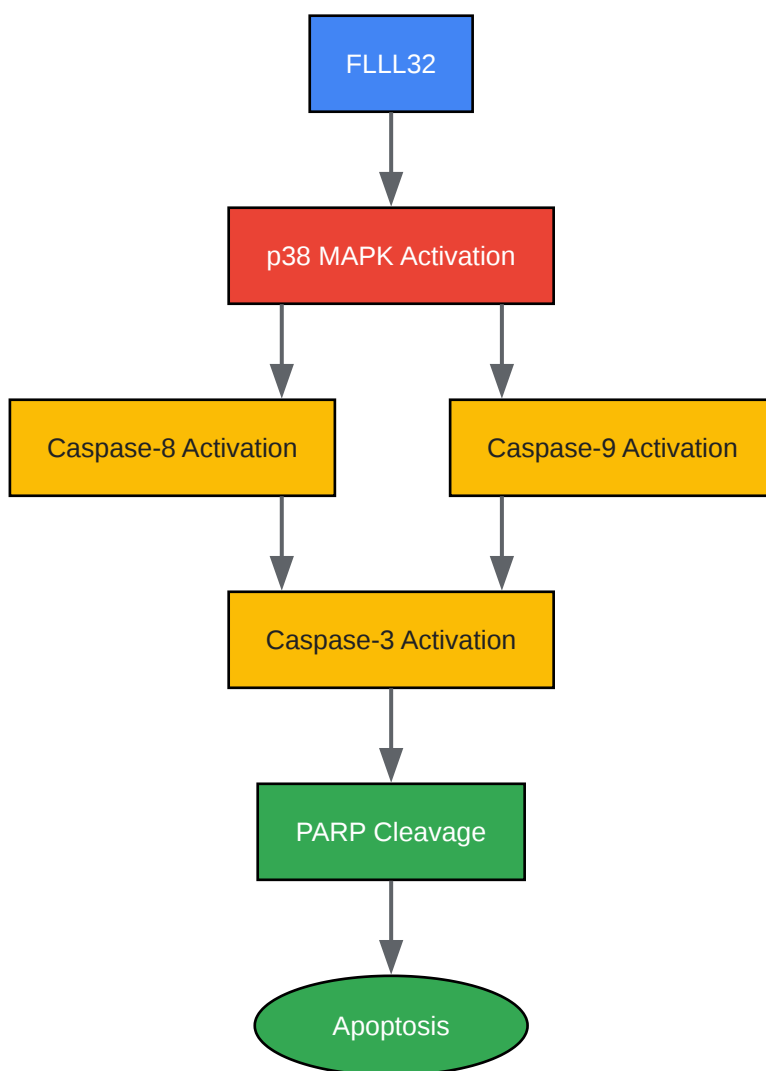 FLLL32
p38 MAPK Activation
Caspase-8 Activation
Caspase-9 Activation
Caspase-3 Activation
PARP Cleavage
Apoptosis